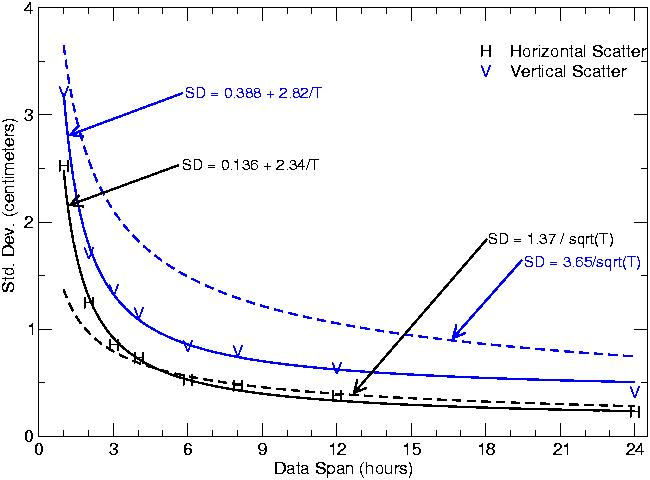 4
3
2
1
0
Std. Dev. (centimeters)
H Horizontal Scatter
V Vertical Scatter
SD = 0.388 + 2.82/T
SD = 0.136 + 2.34/T
SD = 1.37 / sqrt(T)
SD = 3.65/sqrt(T)
V
H
V
H
V
H
V
H
V
H
V
H
V
H
V
H
0 3 6 9 12 15 18 21 24
Data Span (hours)